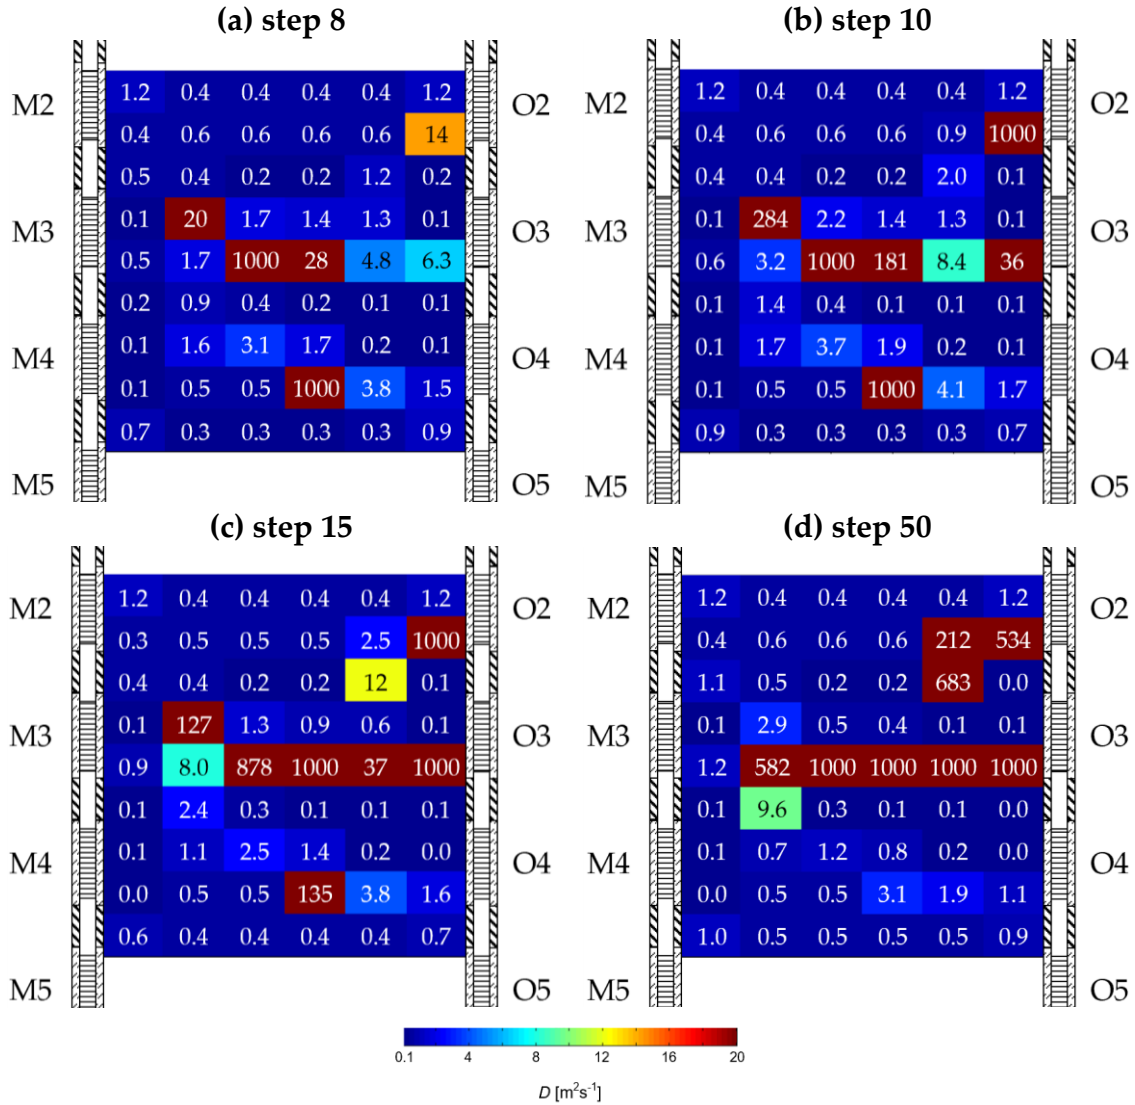 (a) step 8
(b) step 10
M2 1.2 0.4 0.4 0.4 0.4 1.2 O2
0.4 0.6 0.6 0.6 0.6 14
0.5 0.4 0.2 0.2 1.2 0.2
M3 0.1 20 1.7 1.4 1.3 0.1 O3
0.5 1.7 1000 28 4.8 6.3
0.2 0.9 0.4 0.2 0.1 0.1
M4 0.1 1.6 3.1 1.7 0.2 0.1 O4
0.1 0.5 0.5 1000 3.8 1.5
0.7 0.3 0.3 0.3 0.3 0.9
M5 O5
M2 1.2 0.4 0.4 0.4 0.4 1.2 O2
0.4 0.6 0.6 0.6 0.9 1000
0.4 0.4 0.2 0.2 2.0 0.1
M3 0.1 284 2.2 1.4 1.3 0.1 O3
0.6 3.2 1000 181 8.4 36
0.1 1.4 0.4 0.1 0.1 0.1
M4 0.1 1.7 3.7 1.9 0.2 0.1 O4
0.1 0.5 0.5 1000 4.1 1.7
0.9 0.3 0.3 0.3 0.3 0.7
M5 O5
(c) step 15
(d) step 50
M2 1.2 0.4 0.4 0.4 0.4 1.2 O2
0.3 0.5 0.5 0.5 2.5 1000
0.4 0.4 0.2 0.2 12 0.1
M3 0.1 127 1.3 0.9 0.6 0.1 O3
0.9 8.0 878 1000 37 1000
0.1 2.4 0.3 0.1 0.1 0.1
M4 0.1 1.1 2.5 1.4 0.2 0.0 O4
0.0 0.5 0.5 135 3.8 1.6
0.6 0.4 0.4 0.4 0.4 0.7
M5 O5
M2 1.2 0.4 0.4 0.4 0.4 1.2 O2
0.4 0.6 0.6 0.6 212 534
1.1 0.5 0.2 0.2 683 0.0
M3 0.1 2.9 0.5 0.4 0.1 0.1 O3
1.2 582 1000 1000 1000 1000
0.1 9.6 0.3 0.1 0.1 0.0
M4 0.1 0.7 1.2 0.8 0.2 0.0 O4
0.0 0.5 0.5 3.1 1.9 1.1
1.0 0.5 0.5 0.5 0.5 0.9
M5 O5
0.1 4 8 12 16 20
D [m²s⁻¹]